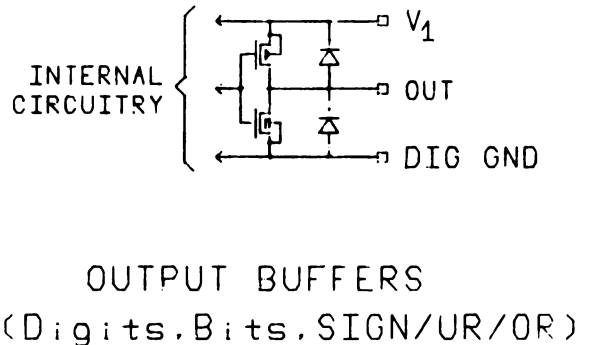 V1
INTERNAL
CIRCUITRY
OUT
DIG GND
OUTPUT BUFFERS
(Digits,Bits,SIGN/UR/OR)